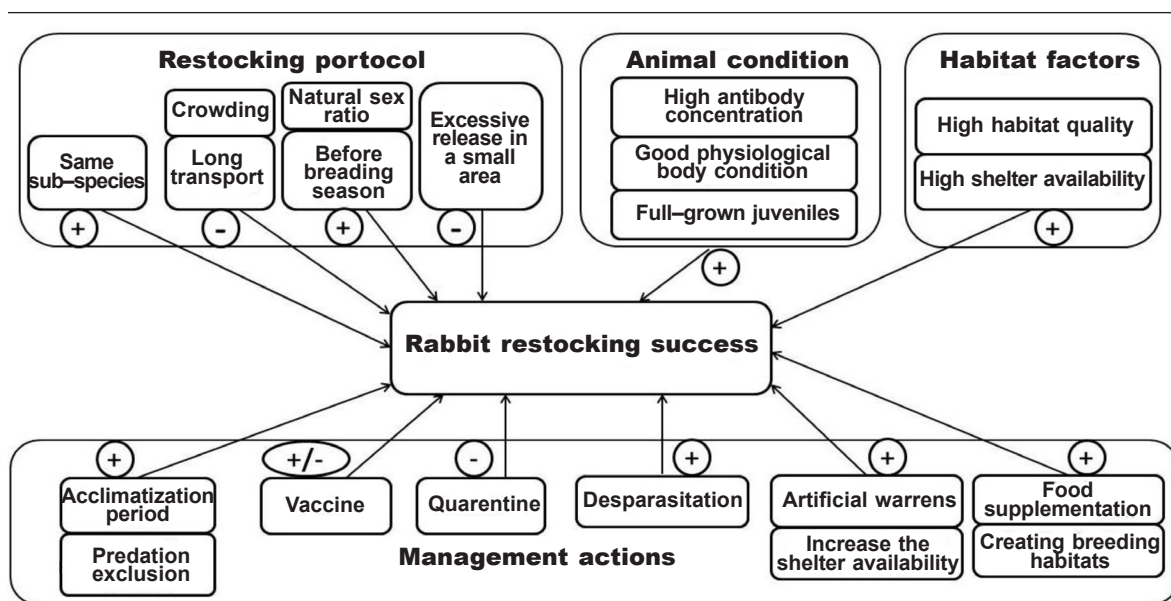 Restocking portocol
Same
sub–species
+
Crowding
Long
transport
-
Natural sex
ratio
Before
breading
season
+
Excessive
release in
a small
area
-
Animal condition
High antibody
concentration
Good physiological
body condition
Full–grown juveniles
+
Habitat factors
High habitat quality
High shelter availability
+
Rabbit restocking success
+
Acclimatization
period
Predation
exclusion
+/-
Vaccine
-
Quarentine
+
Desparasitation
+
Artificial warrens
Increase the
shelter availability
+
Food
supplementation
Creating breeding
habitats
Management actions